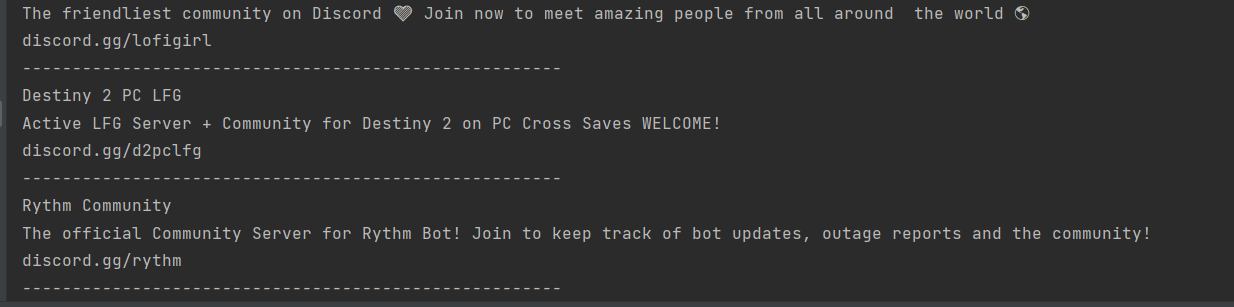 The friendliest community on Discord 💖 Join now to meet amazing people from all around  the world 🌎
discord.gg/lofigirl
------------------------------------------------------
Destiny 2 PC LFG
Active LFG Server + Community for Destiny 2 on PC Cross Saves WELCOME!
discord.gg/d2pclfg
------------------------------------------------------
Rythm Community
The official Community Server for Rythm Bot! Join to keep track of bot updates, outage reports and the community!
discord.gg/rythm
------------------------------------------------------